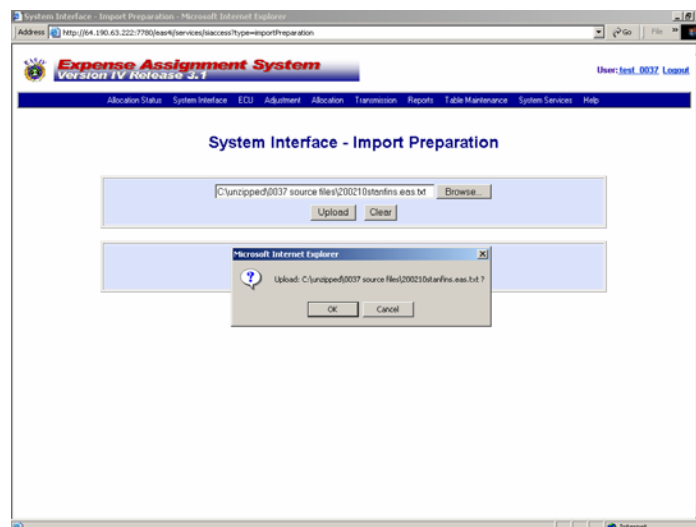 System Interface - Import Preparation - Microsoft Internet Explorer
Address http://64.190.63.222:7780/eas4/services/siaccess?type=importPreparation Go File »
Expense Assignment System
Version IV Release 3.1
User: test_0037 Logout
Allocation Status System Interface ECU Adjustment Allocation Transmission Reports Table Maintenance System Services Help
System Interface - Import Preparation
C:\unzipped\0037 source files\200210stanfins.eas.txt Browse...
Upload Clear
Microsoft Internet Explorer
Upload: C:/unzipped/0037 source files/200210stanfins.eas.txt ?
OK Cancel
Internet